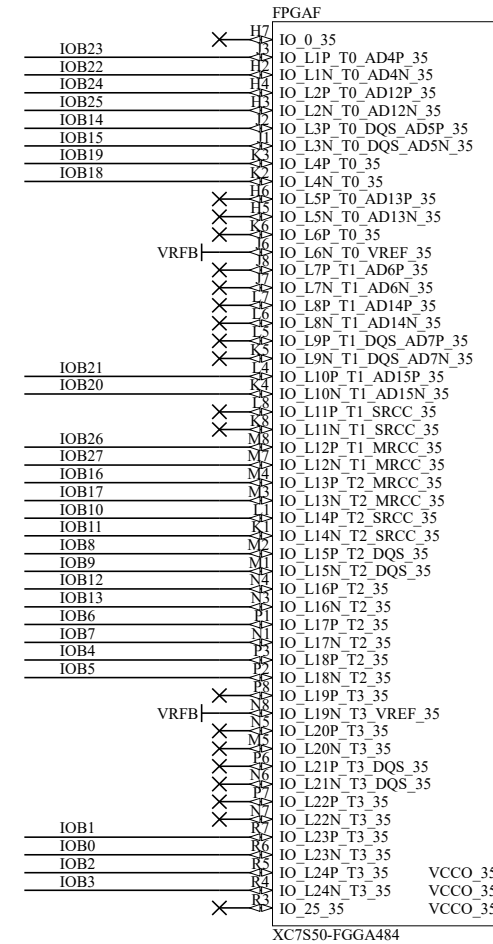 FPGAF
H7 IO_0_35
IOB23 J3 IO_L1P_T0_AD4P_35
IOB22 H2 IO_L1N_T0_AD4N_35
IOB24 H4 IO_L2P_T0_AD12P_35
IOB25 H3 IO_L2N_T0_AD12N_35
IOB14 J2 IO_L3P_T0_DQS_AD5P_35
IOB15 J1 IO_L3N_T0_DQS_AD5N_35
IOB19 K3 IO_L4P_T0_35
IOB18 K2 IO_L4N_T0_35
H6 IO_L5P_T0_AD13P_35
H5 IO_L5N_T0_AD13N_35
K6 IO_L6P_T0_35
VRFB J6 IO_L6N_T0_VREF_35
J8 IO_L7P_T1_AD6P_35
J7 IO_L7N_T1_AD6N_35
L7 IO_L8P_T1_AD14P_35
L6 IO_L8N_T1_AD14N_35
L5 IO_L9P_T1_DQS_AD7P_35
K5 IO_L9N_T1_DQS_AD7N_35
IOB21 L4 IO_L10P_T1_AD15P_35
IOB20 K4 IO_L10N_T1_AD15N_35
L8 IO_L11P_T1_SRCC_35
K8 IO_L11N_T1_SRCC_35
IOB26 M8 IO_L12P_T1_MRCC_35
IOB27 M7 IO_L12N_T1_MRCC_35
IOB16 M4 IO_L13P_T2_MRCC_35
IOB17 M3 IO_L13N_T2_MRCC_35
IOB10 L1 IO_L14P_T2_SRCC_35
IOB11 K1 IO_L14N_T2_SRCC_35
IOB8 M2 IO_L15P_T2_DQS_35
IOB9 M1 IO_L15N_T2_DQS_35
IOB12 N4 IO_L16P_T2_35
IOB13 N3 IO_L16N_T2_35
IOB6 P1 IO_L17P_T2_35
IOB7 N1 IO_L17N_T2_35
IOB4 P3 IO_L18P_T2_35
IOB5 P2 IO_L18N_T2_35
P8 IO_L19P_T3_35
VRFB N8 IO_L19N_T3_VREF_35
N5 IO_L20P_T3_35
M5 IO_L20N_T3_35
P6 IO_L21P_T3_DQS_35
N6 IO_L21N_T3_DQS_35
P7 IO_L22P_T3_35
N7 IO_L22N_T3_35
IOB1 R7 IO_L23P_T3_35
IOB0 R6 IO_L23N_T3_35
IOB2 R5 IO_L24P_T3_35 VCCO_35
IOB3 R4 IO_L24N_T3_35 VCCO_35
R3 IO_25_35 VCCO_35
XC7S50-FGGA484